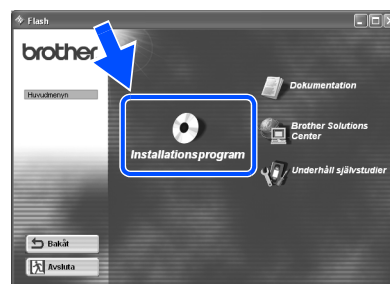 Flash
brother
Huvudmenyn
Dokumentation
Brother Solutions
Center
Installationsprogram
Underhåll självstudier
Bakåt
Avsluta